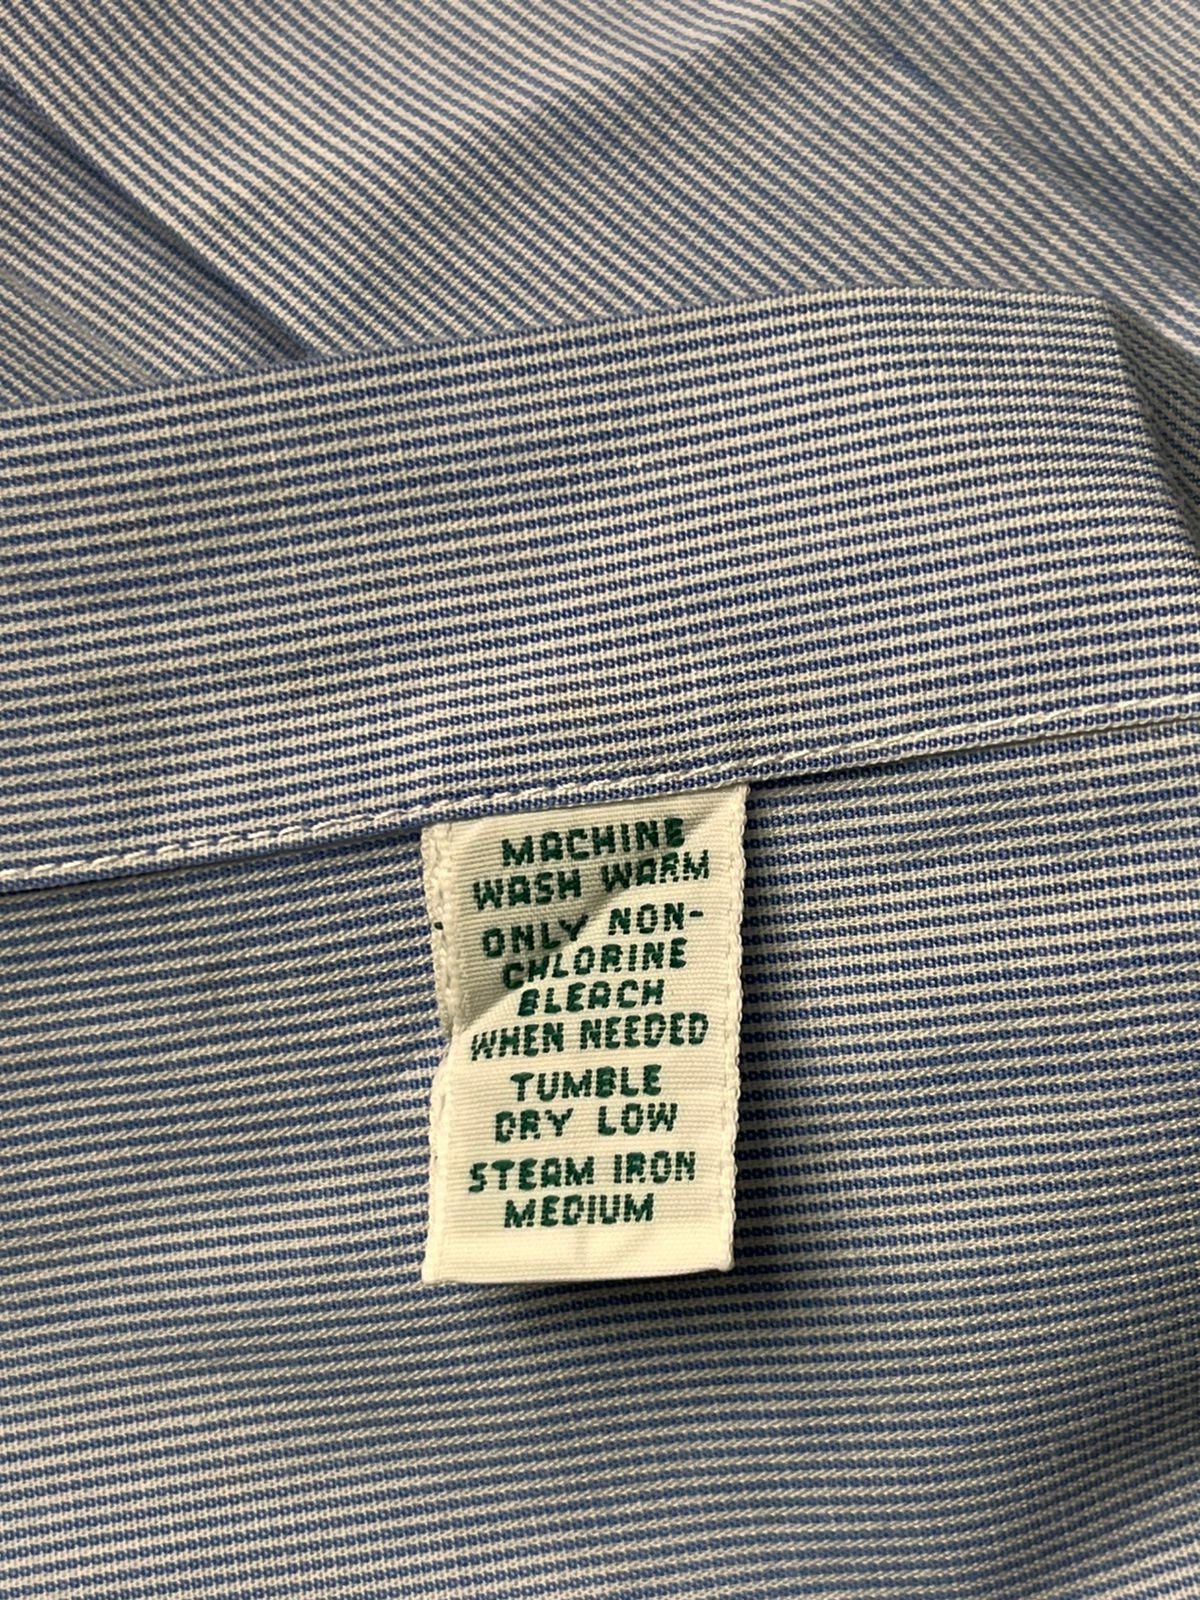 MACHINE
WASH WARM
ONLY NON-
CHLORINE
BLEACH
WHEN NEEDED
TUMBLE
DRY LOW
STEAM IRON
MEDIUM